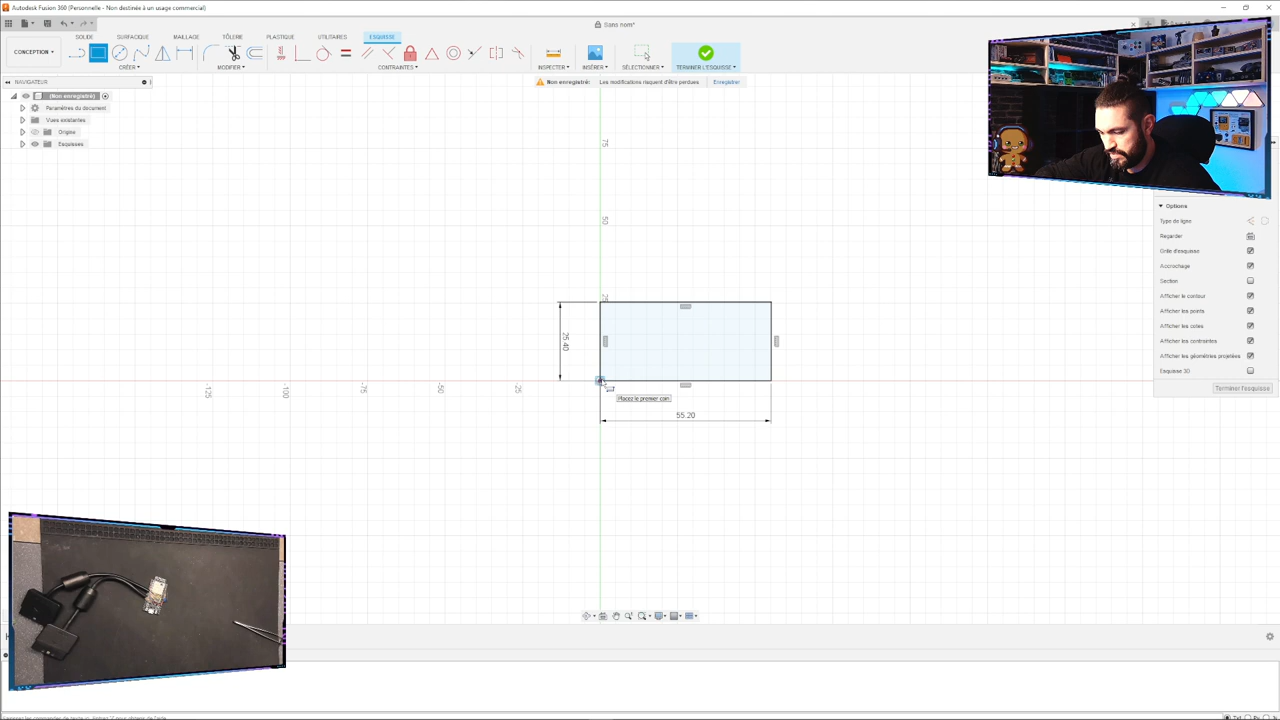 Autodesk Fusion 360 (Personnelle - Non destinée à un usage commercial)
Sans nom*
SOLIDE SURFACIQUE MAILLAGE TÔLERIE PLASTIQUE UTILITAIRES ESQUISSE
CONCEPTION
CRÉER MODIFIER CONTRAINTES INSPECTER INSÉRER SÉLECTIONNER TERMINER L'ESQUISSE
NAVIGATEUR
Non enregistré: Les modifications risquent d'être perdues Enregistrer
(Non enregistré)
Paramètres du document
Vues existantes
Origine
Esquisses
75
50
25
25.40
-125 -100 -75 -50 -25
Placez le premier coin
55.20
Options
Type de ligne
Regarder
Grille d'esquisse
Accrochage
Section
Afficher le contour
Afficher les points
Afficher les cotes
Afficher les contraintes
Afficher les géométries projetées
Esquisse 3D
Terminer l'esquisse
Txt